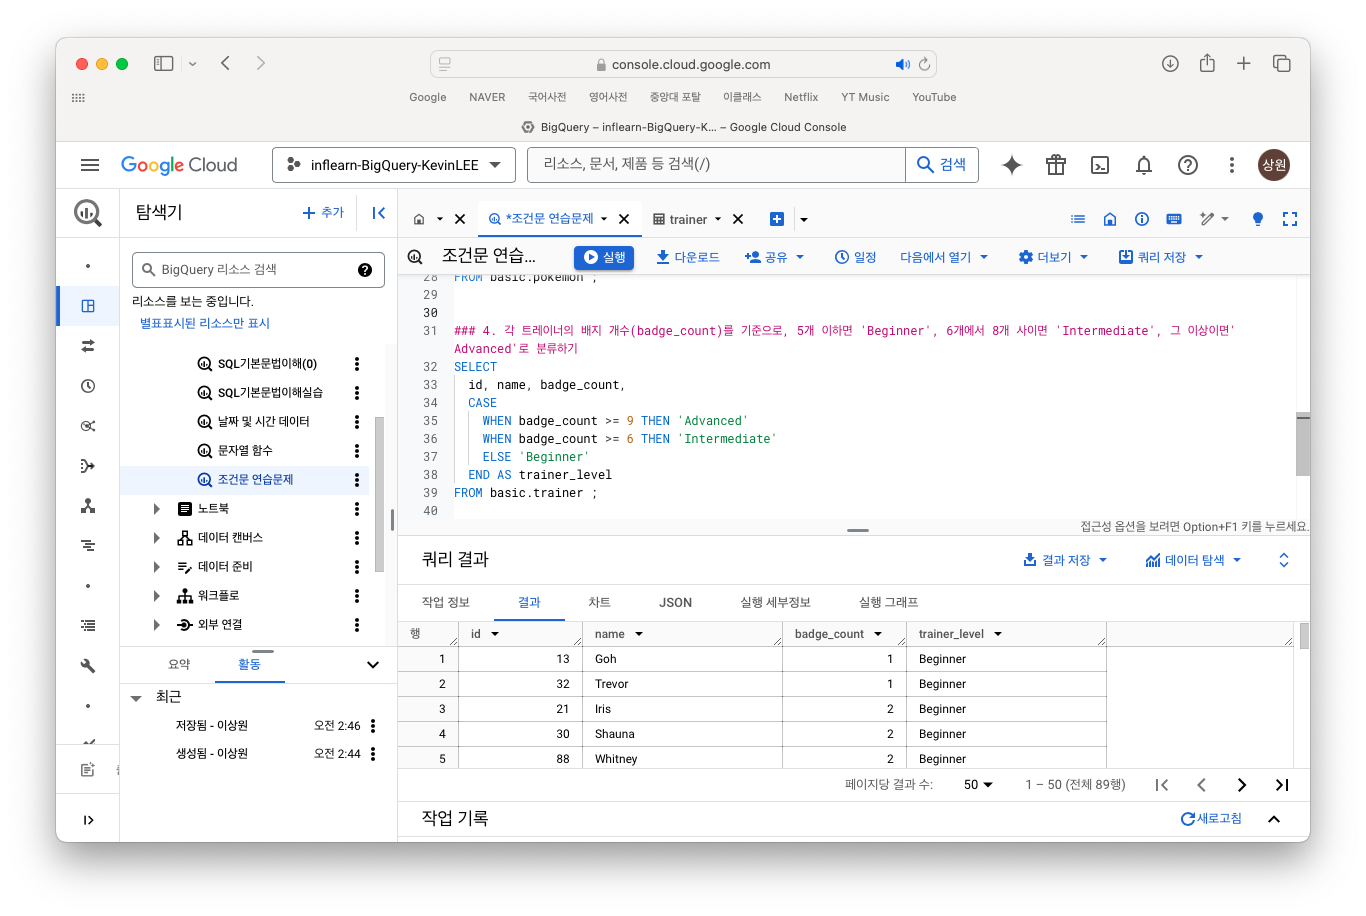 console.cloud.google.com
Google NAVER 국어사전 영어사전 중앙대 포탈 이클래스 Netflix YT Music YouTube
BigQuery – inflearn-BigQuery-K... – Google Cloud Console
Google Cloud inflearn-BigQuery-KevinLEE 리소스, 문서, 제품 등 검색(/) 검색 상원
탐색기 추가
*조건문 연습문제 trainer
BigQuery 리소스 검색
리소스를 보는 중입니다.
별표표시된 리소스만 표시
SQL기본문법이해(0)
SQL기본문법이해실습
날짜 및 시간 데이터
문자열 함수
조건문 연습문제
노트북
데이터 캔버스
데이터 준비
워크플로
외부 연결
요약 활동
최근
저장됨 - 이상원 오전 2:46
생성됨 - 이상원 오전 2:44
조건문 연습... 실행 다운로드 공유 일정 다음에서 열기 더보기 쿼리 저장
28 FROM basic.pokemon ;
29
30
31 ### 4. 각 트레이너의 배지 개수(badge_count)를 기준으로, 5개 이하면 'Beginner', 6개에서 8개 사이면 'Intermediate', 그 이상이면'
Advanced'로 분류하기
32 SELECT
33 id, name, badge_count,
34 CASE
35 WHEN badge_count >= 9 THEN 'Advanced'
36 WHEN badge_count >= 6 THEN 'Intermediate'
37 ELSE 'Beginner'
38 END AS trainer_level
39 FROM basic.trainer ;
40
접근성 옵션을 보려면 Option+F1 키를 누르세요.
쿼리 결과 결과 저장 데이터 탐색
작업 정보 결과 차트 JSON 실행 세부정보 실행 그래프
행 id name badge_count trainer_level
1 13 Goh 1 Beginner
2 32 Trevor 1 Beginner
3 21 Iris 2 Beginner
4 30 Shauna 2 Beginner
5 88 Whitney 2 Beginner
페이지당 결과 수: 50 1 – 50 (전체 89행)
작업 기록 새로고침